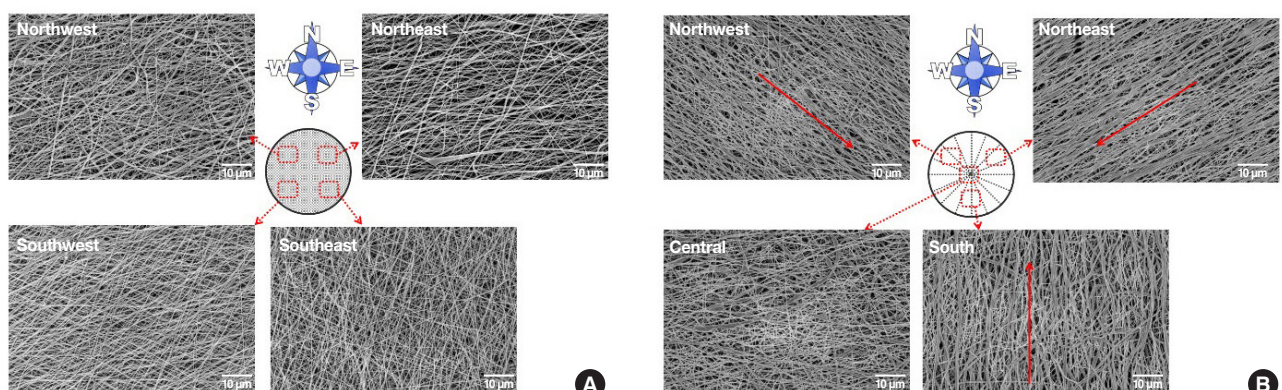 Northwest
N
W E
S
Northeast
10 μm
10 μm
Southwest
Southeast
10 μm
10 μm
A
Northwest
N
W E
S
Northeast
10 μm
10 μm
Central
South
10 μm
10 μm
B